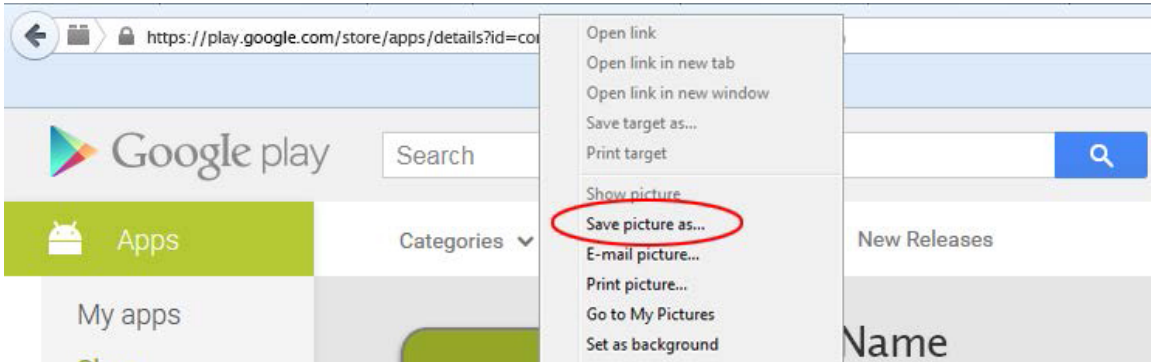 https://play.google.com/store/apps/details?id=co
Google play
Search
Apps
Categories
New Releases
My apps
Open link
Open link in new tab
Open link in new window
Save target as...
Print target
Show picture
Save picture as...
E-mail picture...
Print picture...
Go to My Pictures
Set as background
Name